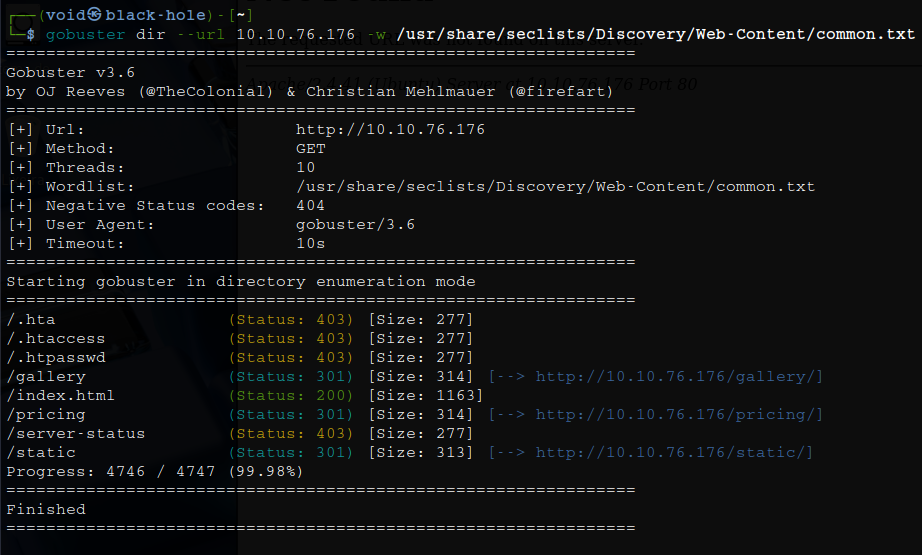 ┌──(void㉿black-hole)-[~]
└─$ gobuster dir --url 10.10.76.176 -w /usr/share/seclists/Discovery/Web-Content/common.txt
===============================================================
Gobuster v3.6
by OJ Reeves (@TheColonial) & Christian Mehlmauer (@firefart)
===============================================================
[+] Url:                     http://10.10.76.176
[+] Method:                  GET
[+] Threads:                 10
[+] Wordlist:                /usr/share/seclists/Discovery/Web-Content/common.txt
[+] Negative Status codes:   404
[+] User Agent:              gobuster/3.6
[+] Timeout:                 10s
===============================================================
Starting gobuster in directory enumeration mode
===============================================================
/.hta                 (Status: 403) [Size: 277]
/.htaccess            (Status: 403) [Size: 277]
/.htpasswd            (Status: 403) [Size: 277]
/gallery              (Status: 301) [Size: 314] [--> http://10.10.76.176/gallery/]
/index.html           (Status: 200) [Size: 1163]
/pricing              (Status: 301) [Size: 314] [--> http://10.10.76.176/pricing/]
/server-status        (Status: 403) [Size: 277]
/static               (Status: 301) [Size: 313] [--> http://10.10.76.176/static/]
Progress: 4746 / 4747 (99.98%)
===============================================================
Finished
===============================================================